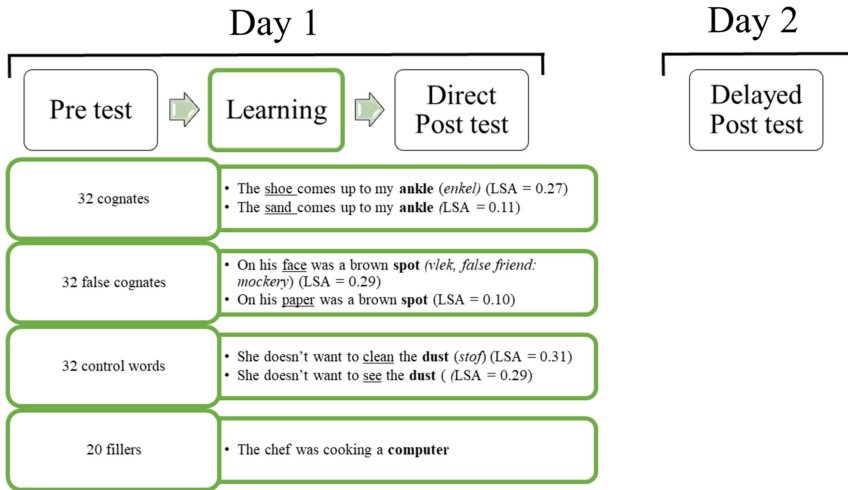 Day 1
Day 2
Pre test
Learning
Direct
Post test
Delayed
Post test
32 cognates
• The shoe comes up to my ankle (enkel) (LSA = 0.27)
• The sand comes up to my ankle (LSA = 0.11)
32 false cognates
• On his face was a brown spot (vlek, false friend:
mockery) (LSA = 0.29)
• On his paper was a brown spot (LSA = 0.10)
32 control words
• She doesn't want to clean the dust (stof) (LSA = 0.31)
• She doesn't want to see the dust ( (LSA = 0.29)
20 fillers
• The chef was cooking a computer